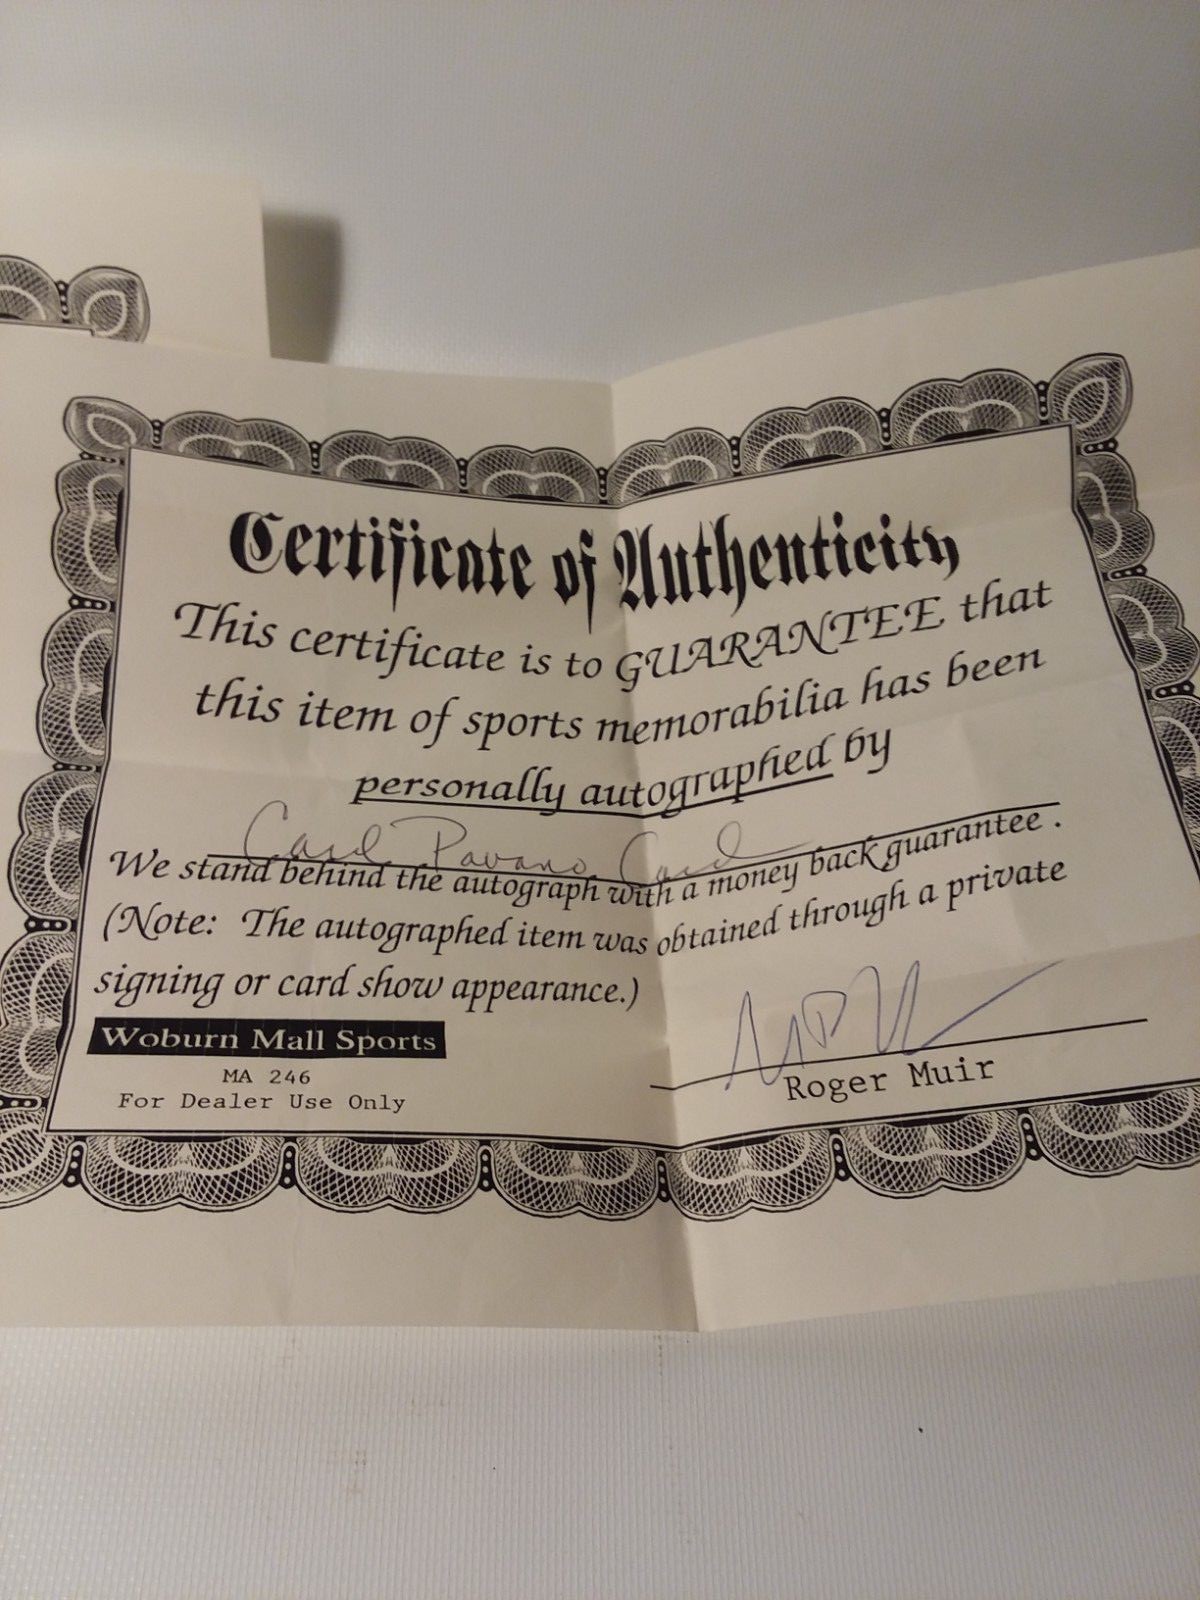 Certificate of Authenticity
This certificate is to GUARANTEE that
this item of sports memorabilia has been
personally autographed by
Carl Pavano Card
We stand behind the autograph with a money back guarantee .
(Note: The autographed item was obtained through a private
signing or card show appearance.)
Woburn Mall Sports
MA 246
For Dealer Use Only
Roger Muir